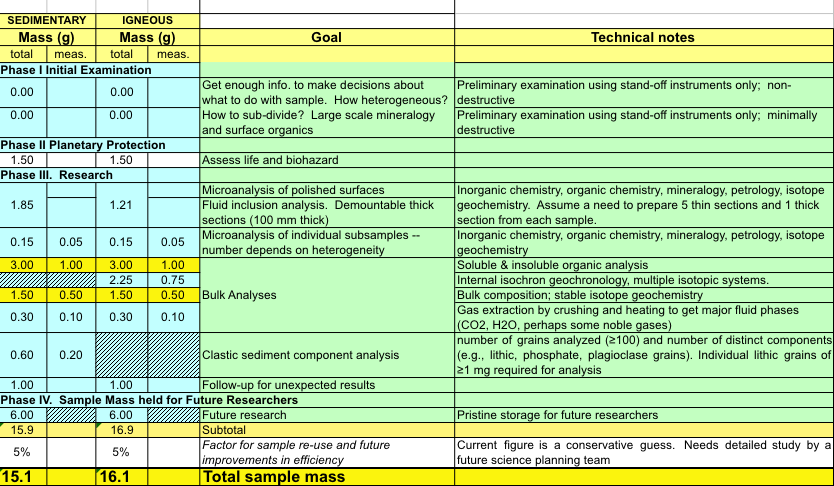 SEDIMENTARY IGNEOUS
Mass (g) Mass (g) Goal Technical notes
total meas. total meas.
Phase I Initial Examination
0.00 0.00 Get enough info. to make decisions about what to do with sample. How heterogeneous? Preliminary examination using stand-off instruments only; non-destructive
0.00 0.00 How to sub-divide? Large scale mineralogy and surface organics Preliminary examination using stand-off instruments only; minimally destructive
Phase II Planetary Protection
1.50 1.50 Assess life and biohazard
Phase III. Research
Microanalysis of polished surfaces
1.85 1.21 Fluid inclusion analysis. Demountable thick sections (100 mm thick) Inorganic chemistry, organic chemistry, mineralogy, petrology, isotope geochemistry. Assume a need to prepare 5 thin sections and 1 thick section from each sample.
0.15 0.05 0.15 0.05 Microanalysis of individual subsamples -- number depends on heterogeneity Inorganic chemistry, organic chemistry, mineralogy, petrology, isotope geochemistry
3.00 1.00 3.00 1.00 Soluble & insoluble organic analysis
2.25 0.75 Internal isochron geochronology, multiple isotopic systems.
1.50 0.50 1.50 0.50 Bulk Analyses Bulk composition; stable isotope geochemistry
0.30 0.10 0.30 0.10 Gas extraction by crushing and heating to get major fluid phases (CO2, H2O, perhaps some noble gases)
0.60 0.20 Clastic sediment component analysis number of grains analyzed (≥100) and number of distinct components (e.g., lithic, phosphate, plagioclase grains). Individual lithic grains of ≥1 mg required for analysis
1.00 1.00 Follow-up for unexpected results
Phase IV. Sample Mass held for Future Researchers
6.00 6.00 Future research Pristine storage for future researchers
15.9 16.9 Subtotal
5% 5% Factor for sample re-use and future improvements in efficiency Current figure is a conservative guess. Needs detailed study by a future science planning team
15.1 16.1 Total sample mass